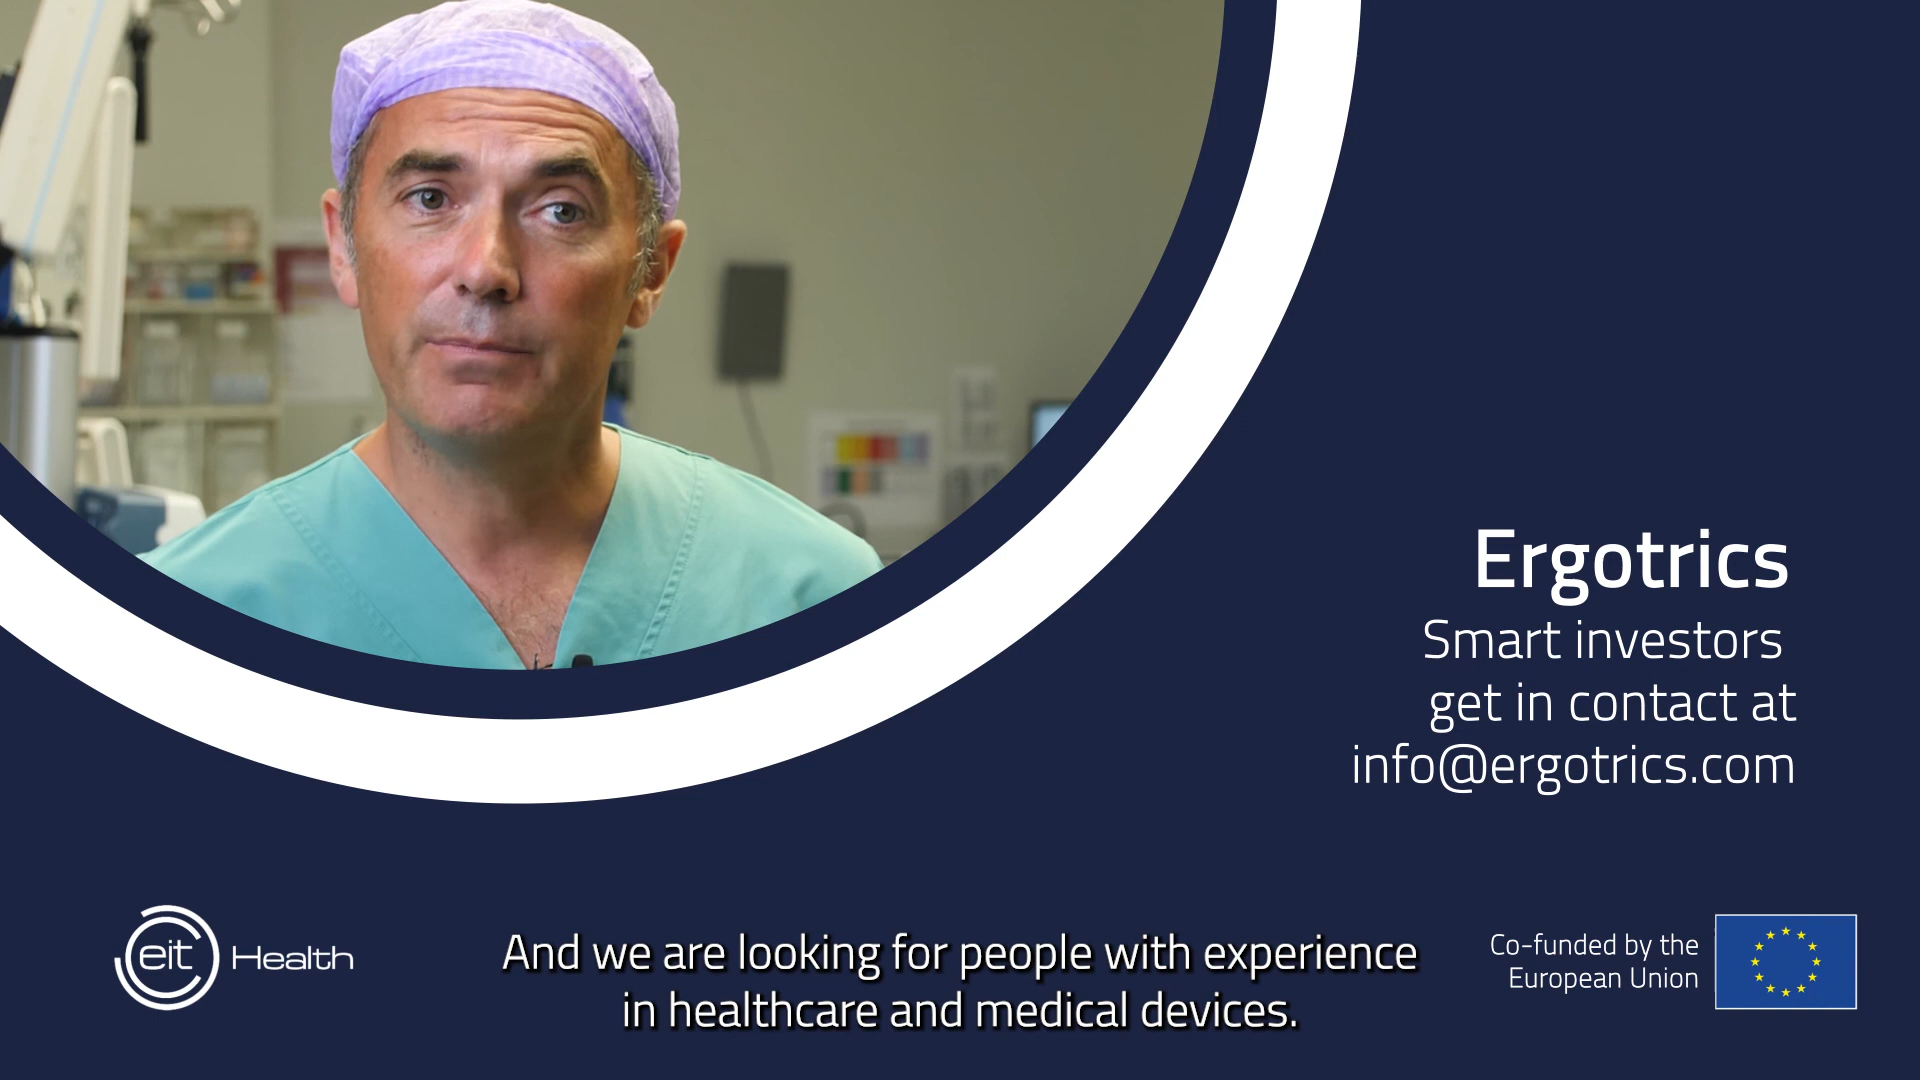 Ergotrics
Smart investors
get in contact at
info@ergotrics.com
eit Health
And we are looking for people with experience
in healthcare and medical devices.
Co-funded by the
European Union